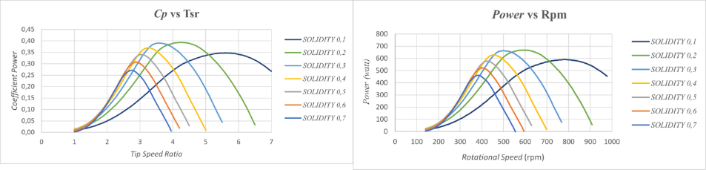 Cp vs Tsr
Coefficient Power
0,45
0,40
0,35
0,30
0,25
0,20
0,15
0,10
0,05
0,00
0 1 2 3 4 5 6 7
Tip Speed Ratio
SOLIDITY 0,1
SOLIDITY 0,2
SOLIDITY 0,3
SOLIDITY 0,4
SOLIDITY 0,5
SOLIDITY 0,6
SOLIDITY 0,7
Power vs Rpm
Power (watt)
800
700
600
500
400
300
200
100
0
0 100 200 300 400 500 600 700 800 900 1000
Rotational Speed (rpm)
SOLIDITY 0,1
SOLIDITY 0,2
SOLIDITY 0,3
SOLIDITY 0,4
SOLIDITY 0,5
SOLIDITY 0,6
SOLIDITY 0,7